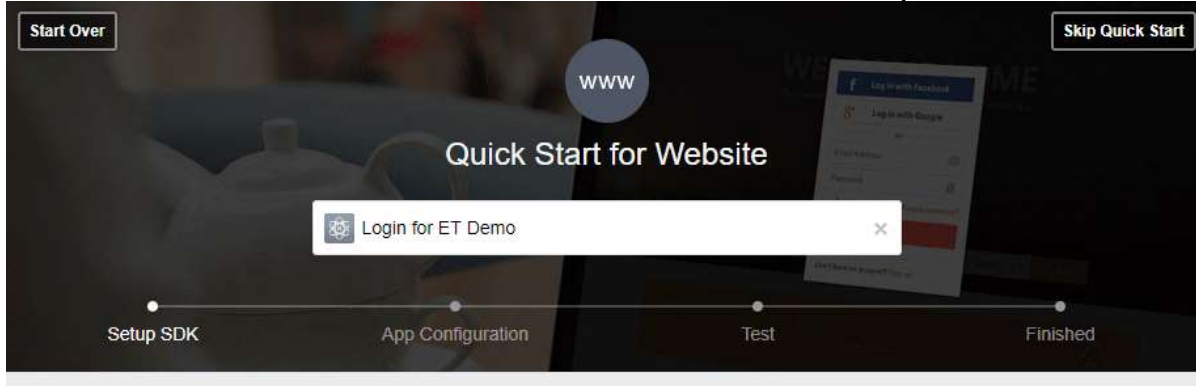 Start Over
Skip Quick Start
www
Quick Start for Website
Login for ET Demo
Setup SDK
App Configuration
Test
Finished
Log in with Facebook
Log in with Google